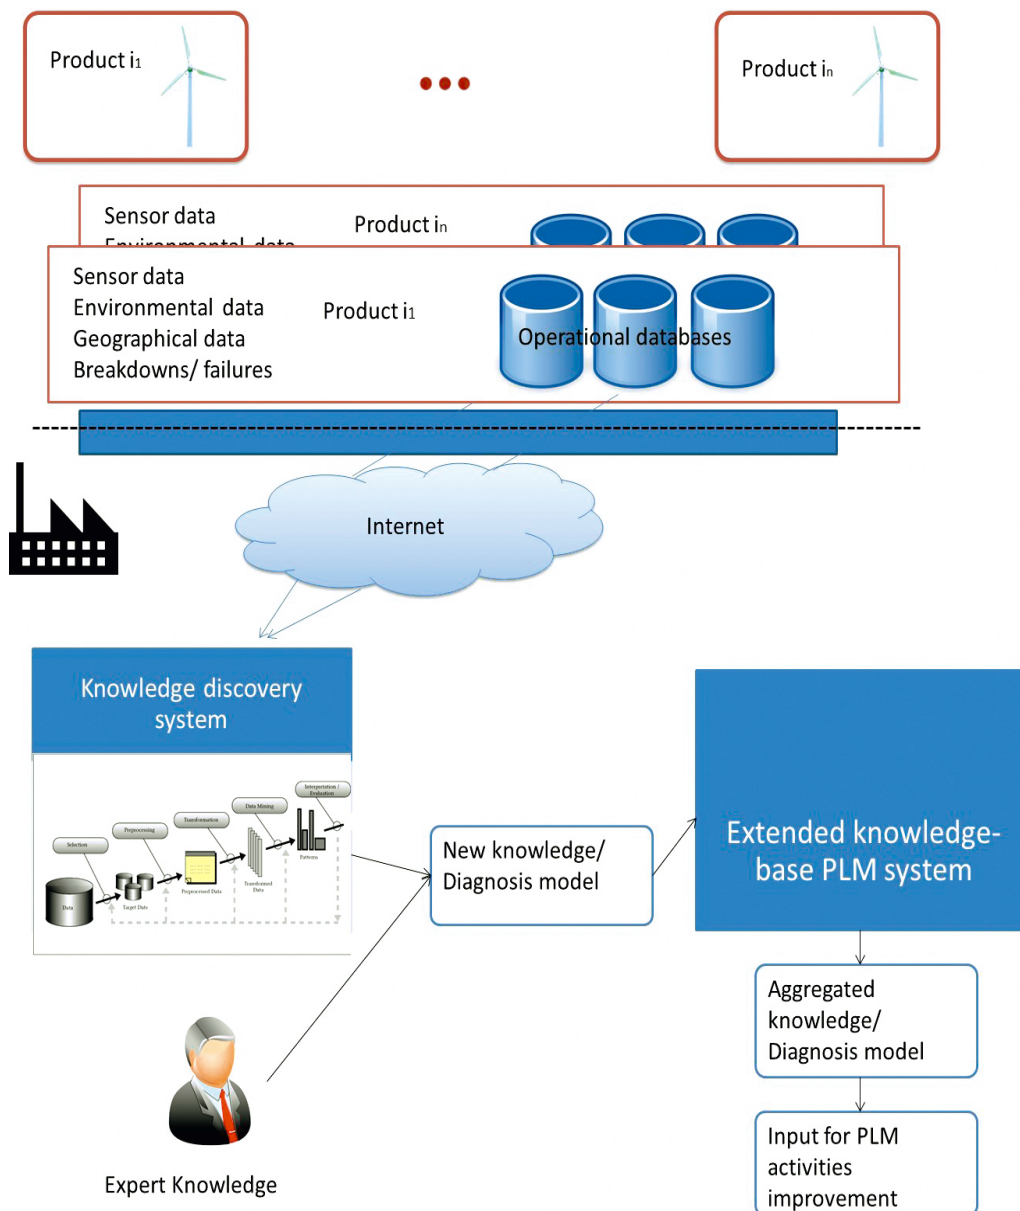 Product i1
Product in
Sensor data
Product in
Environmental data
Sensor data
Environmental data
Product i1
Geographical data
Operational databases
Breakdowns/ failures
Internet
Knowledge discovery
system
Interpretation /
Evaluation
Data Mining
Transformation
Preprocessing
Selection
Patterns
Transformed
Data
Preprocessed Data
Target Date
Data
New knowledge/
Diagnosis model
Extended knowledge-
base PLM system
Aggregated
knowledge/
Diagnosis model
Input for PLM
activities
improvement
Expert Knowledge